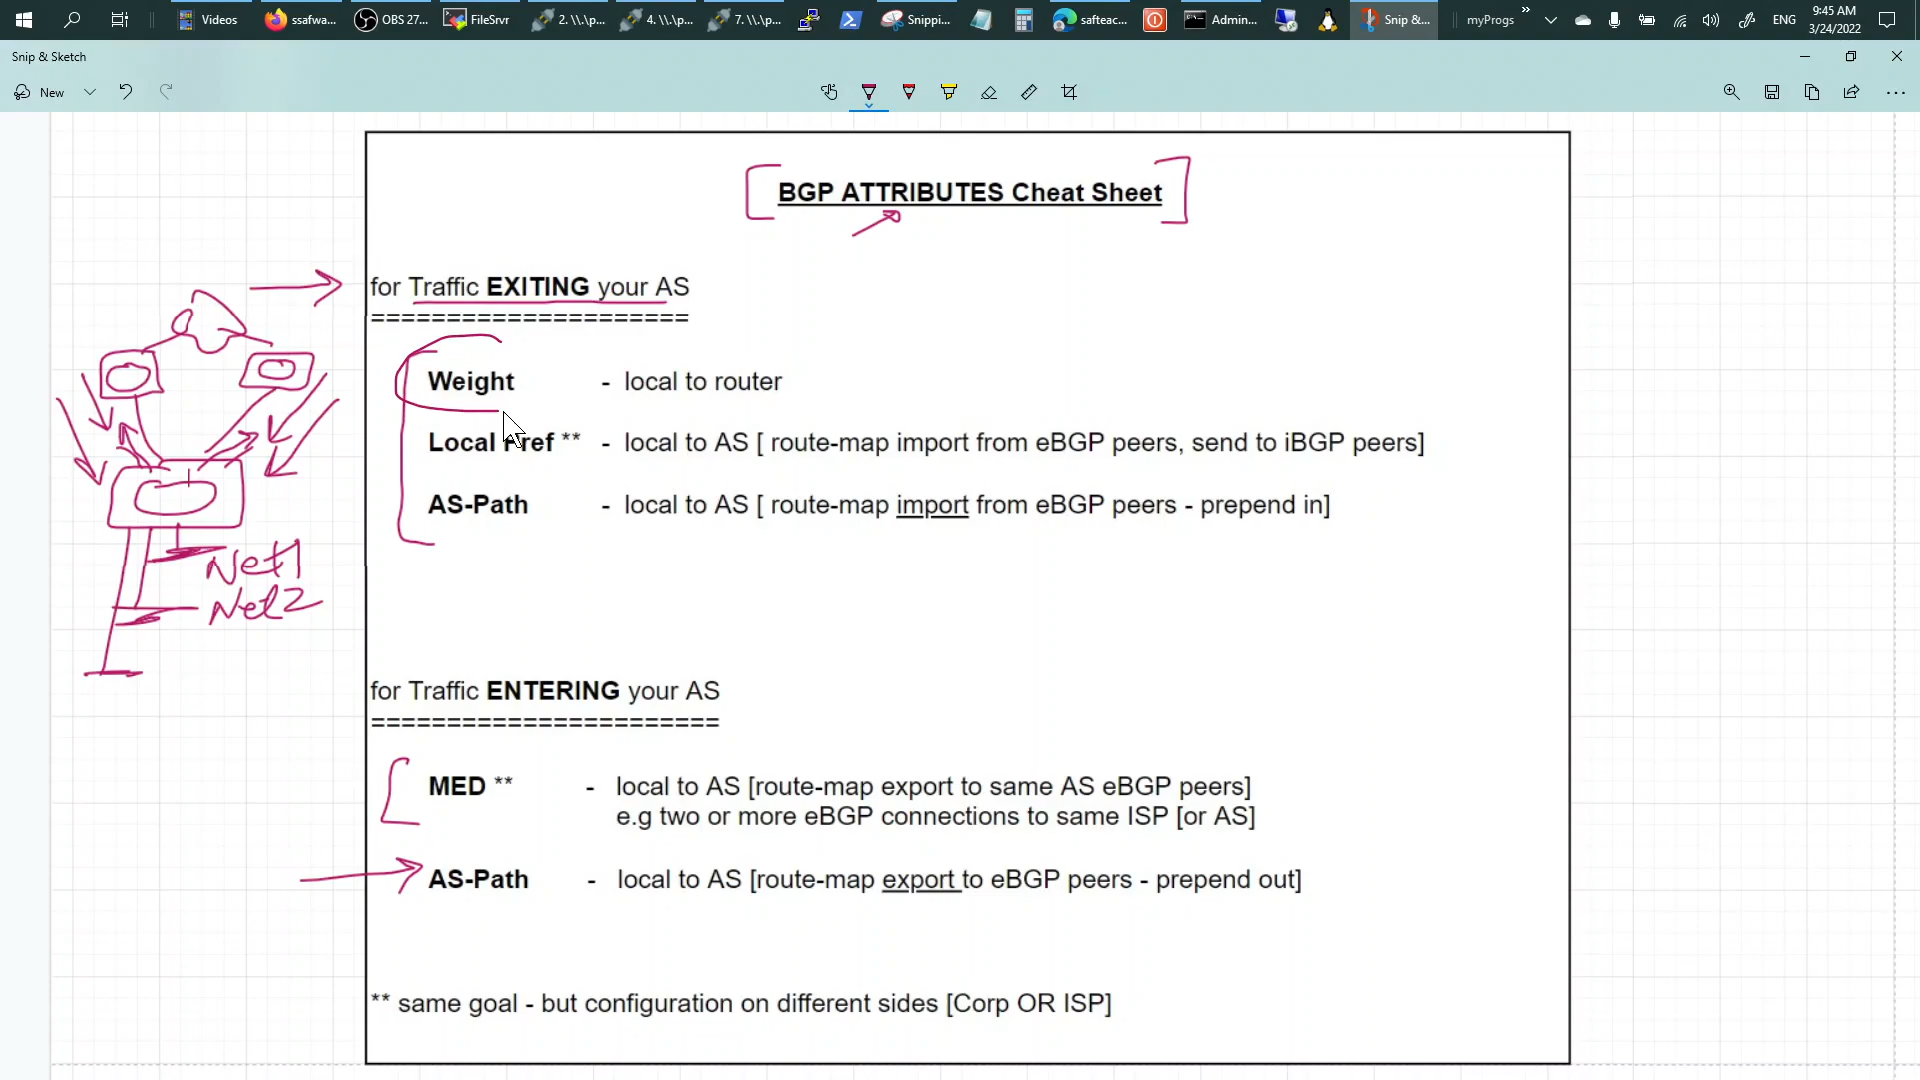 Videos ssafwa... OBS 27... FileSrvr 2. \\.\p... 4. \\.\p... 7. \\.\p... Snippi... safteac... Admin... Snip &... myProgs » ENG 9:45 AM
3/24/2022
Snip & Sketch
New
BGP ATTRIBUTES Cheat Sheet
for Traffic EXITING your AS
=====================
Weight - local to router
Local Pref ** - local to AS [ route-map import from eBGP peers, send to iBGP peers]
AS-Path - local to AS [ route-map import from eBGP peers - prepend in]
Net1
Net2
for Traffic ENTERING your AS
=======================
MED ** - local to AS [route-map export to same AS eBGP peers]
e.g two or more eBGP connections to same ISP [or AS]
AS-Path - local to AS [route-map export to eBGP peers - prepend out]
** same goal - but configuration on different sides [Corp OR ISP]